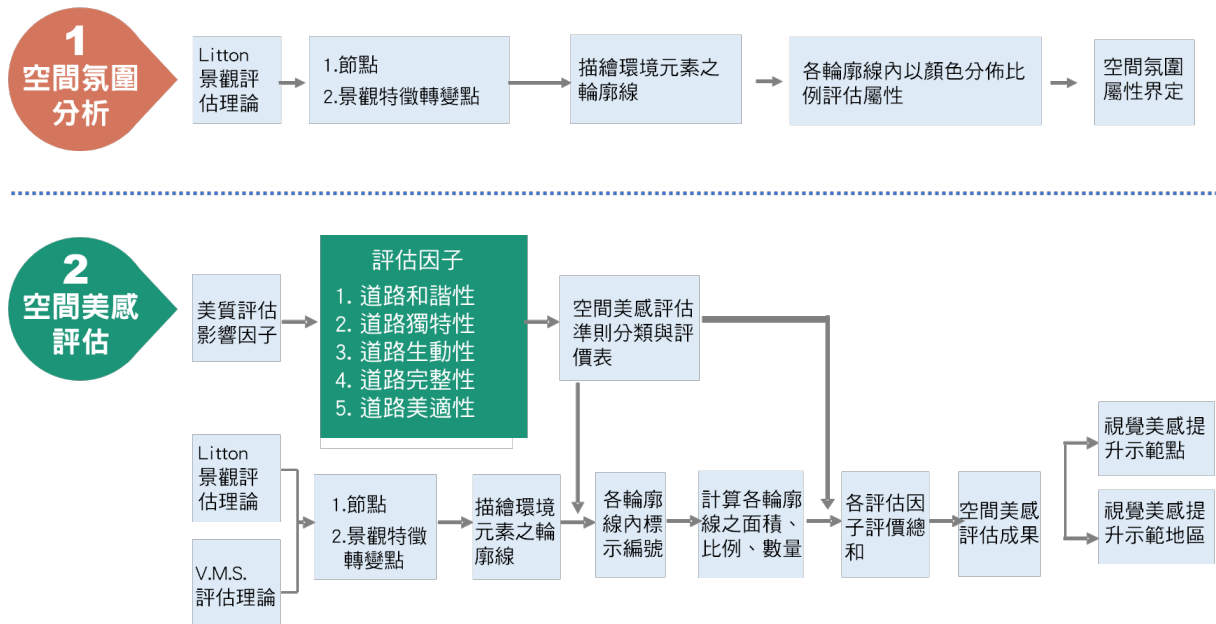 1
空間氛圍
分析
Litton
景觀評
估理論
1.節點
2.景觀特徵轉變點
描繪環境元素之
輪廓線
各輪廓線內以顏色分佈比
例評估屬性
空間氛圍
屬性界定
2
空間美感
評估
美質評估
影響因子
評估因子
1. 道路和諧性
2. 道路獨特性
3. 道路生動性
4. 道路完整性
5. 道路美適性
空間美感評估
準則分類與評
價表
Litton
景觀評
估理論
V.M.S.
評估理論
1.節點
2.景觀特徵
轉變點
描繪環境
元素之輪
廓線
各輪廓
線內標
示編號
計算各輪廓
線之面積、
比例、數量
各評估因
子評價總
和
空間美感
評估成果
視覺美感提
升示範點
視覺美感提
升示範地區